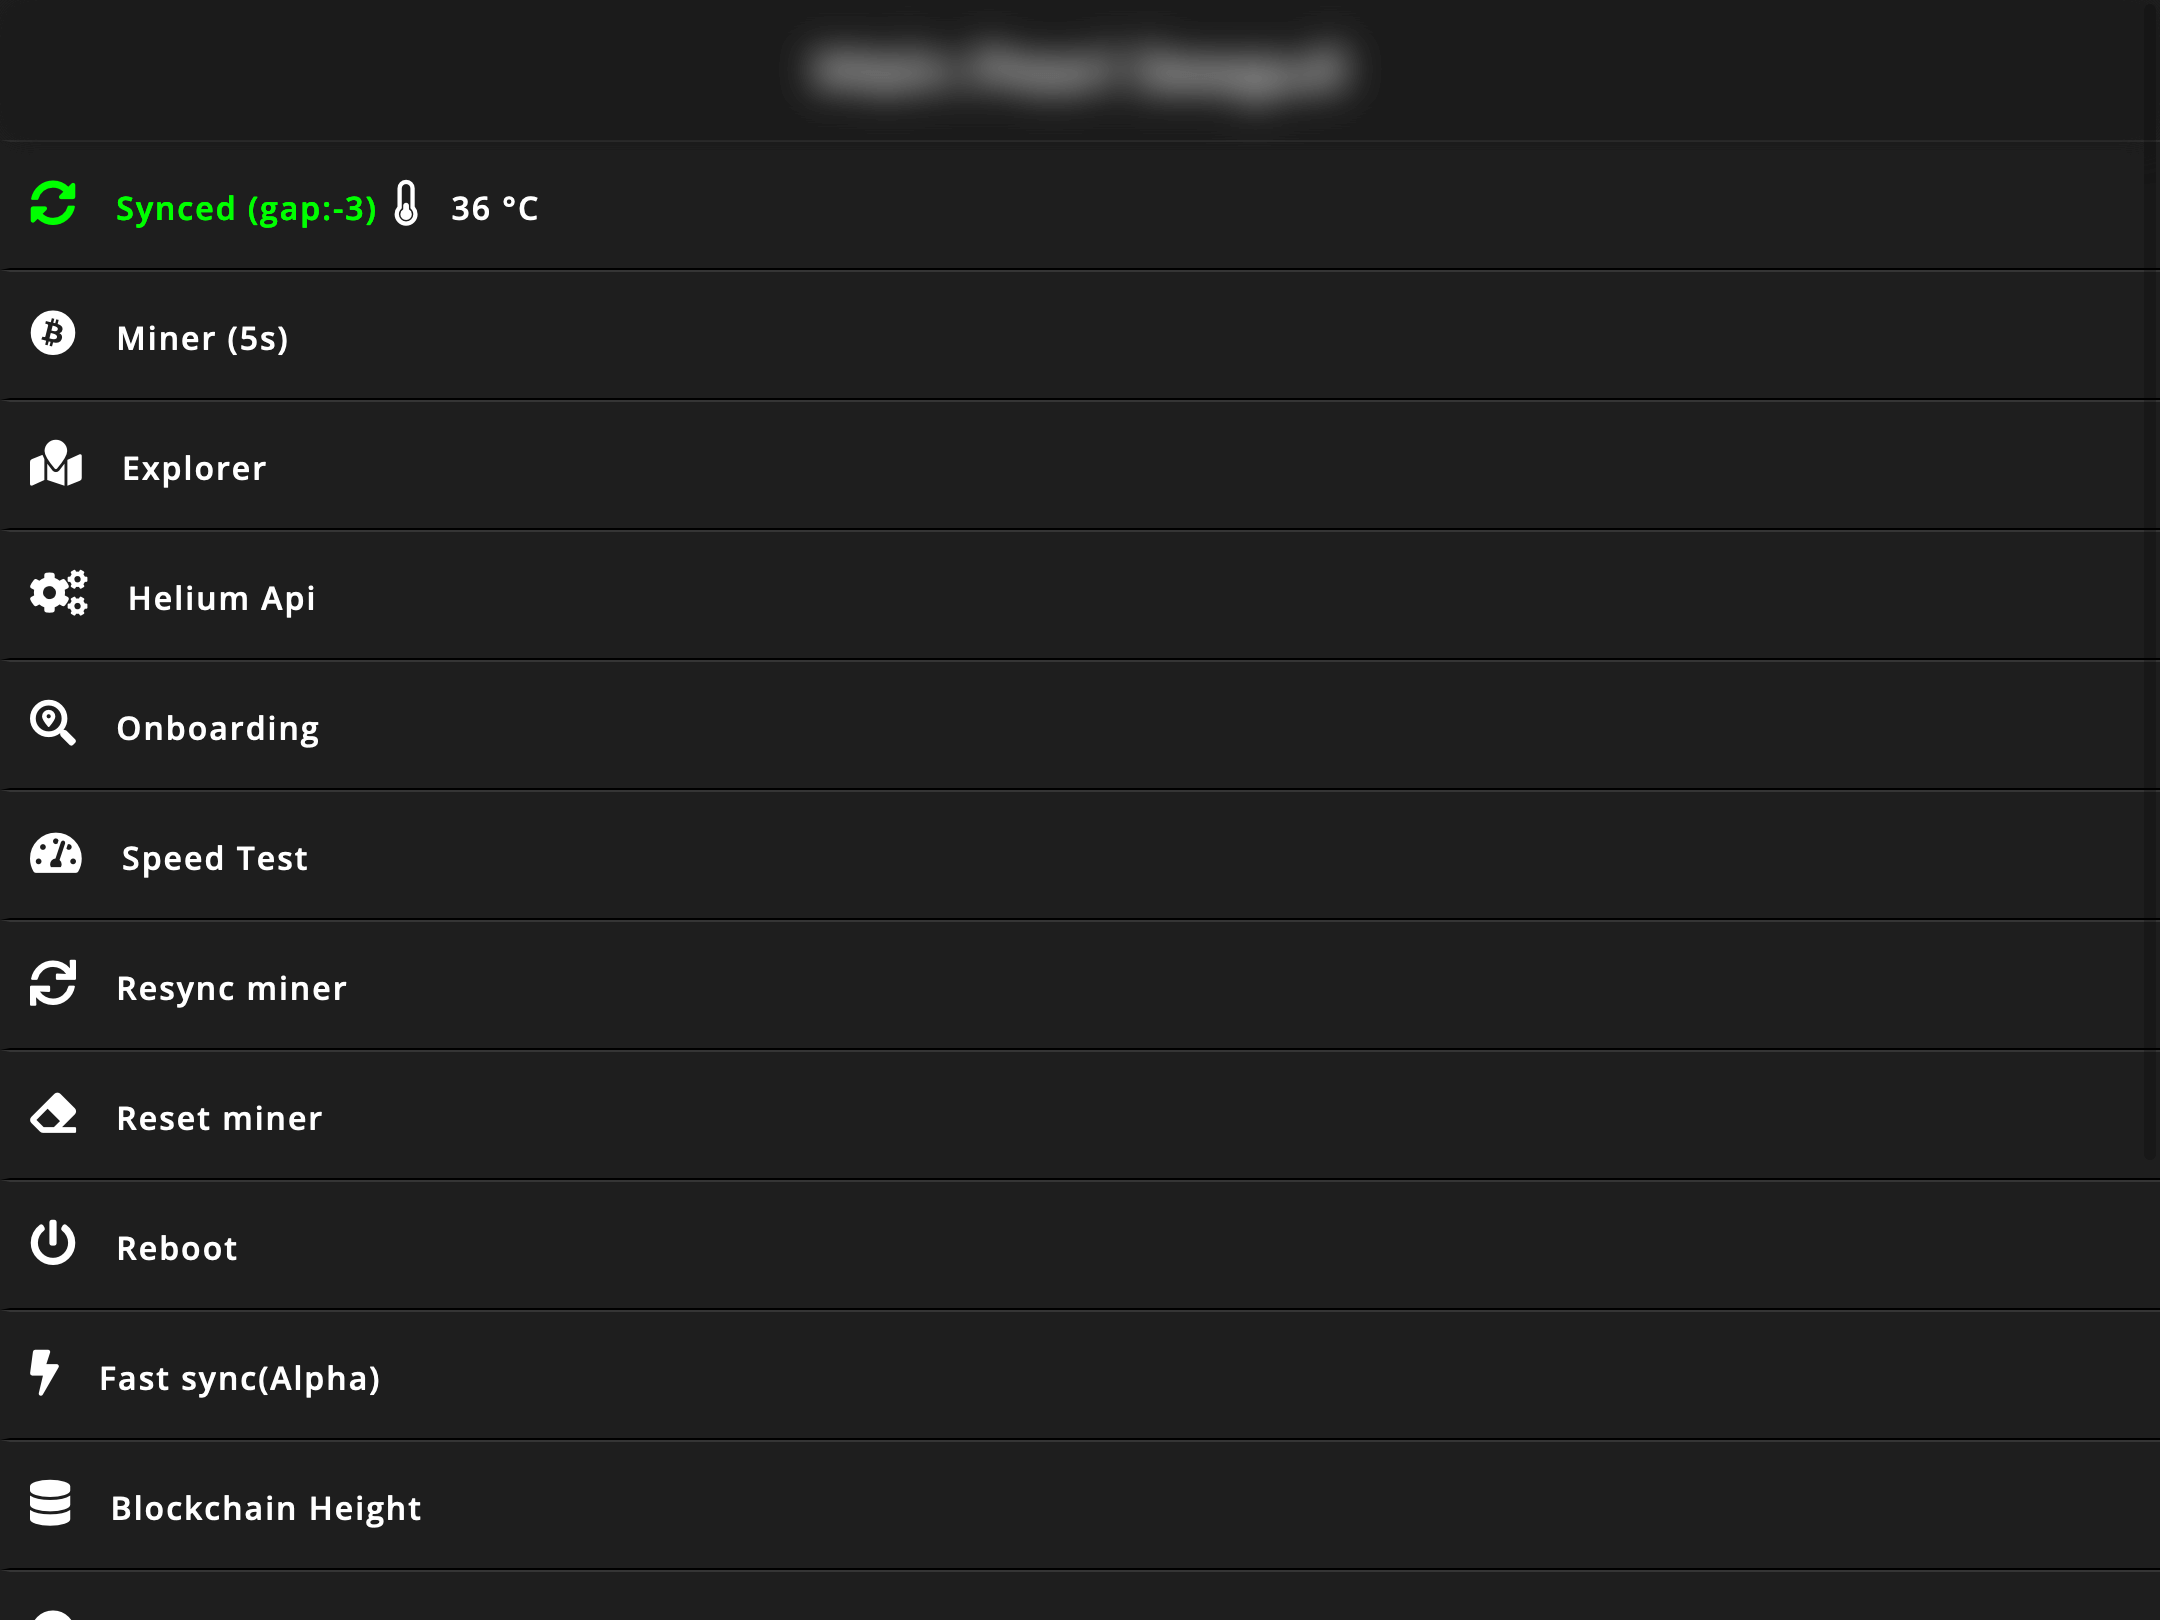 Synced (gap:-3) 36 °C
Miner (5s)
Explorer
Helium Api
Onboarding
Speed Test
Resync miner
Reset miner
Reboot
Fast sync(Alpha)
Blockchain Height